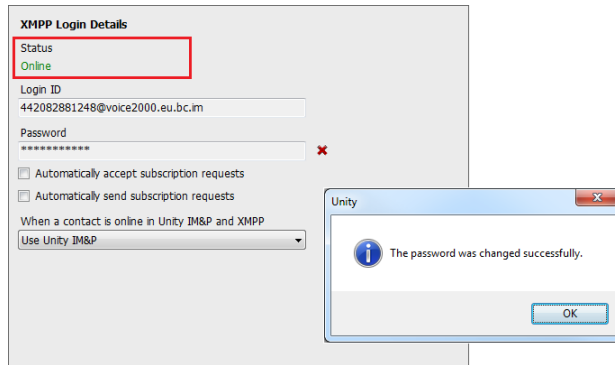 XMPP Login Details
Status
Online
Login ID
442082881248@voice2000.eu.bc.im
Password
***********
Automatically accept subscription requests
Automatically send subscription requests
When a contact is online in Unity IM&P and XMPP
Use Unity IM&P
Unity
The password was changed successfully.
OK